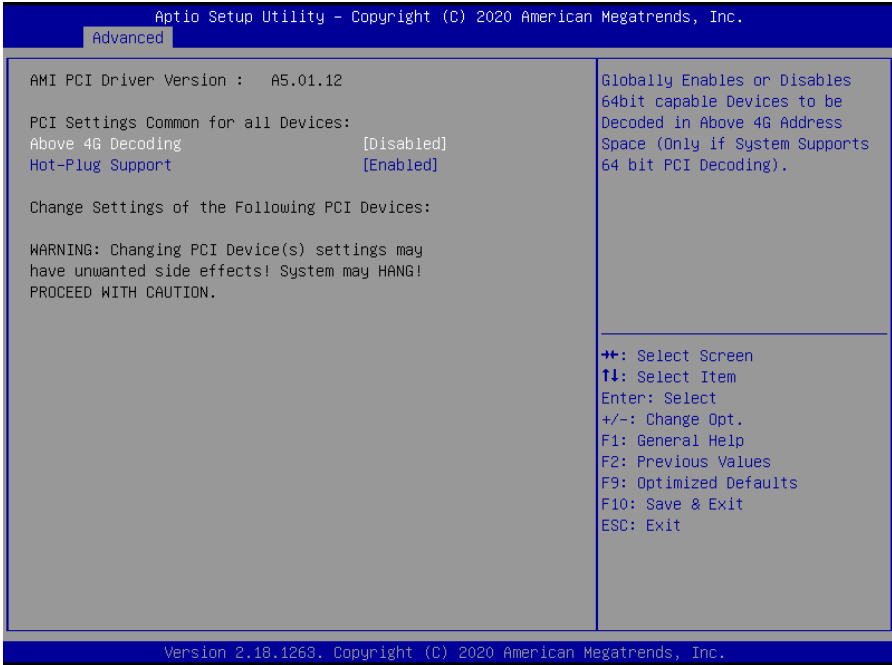 Aptio Setup Utility – Copyright (C) 2020 American Megatrends, Inc.
Advanced
AMI PCI Driver Version :   A5.01.12
PCI Settings Common for all Devices:
Above 4G Decoding   [Disabled]
Hot-Plug Support   [Enabled]
Change Settings of the Following PCI Devices:
WARNING: Changing PCI Device(s) settings may
have unwanted side effects! System may HANG!
PROCEED WITH CAUTION.
Globally Enables or Disables
64bit capable Devices to be
Decoded in Above 4G Address
Space (Only if System Supports
64 bit PCI Decoding).
→←: Select Screen
↑↓: Select Item
Enter: Select
+/-: Change Opt.
F1: General Help
F2: Previous Values
F9: Optimized Defaults
F10: Save & Exit
ESC: Exit
Version 2.18.1263. Copyright (C) 2020 American Megatrends, Inc.